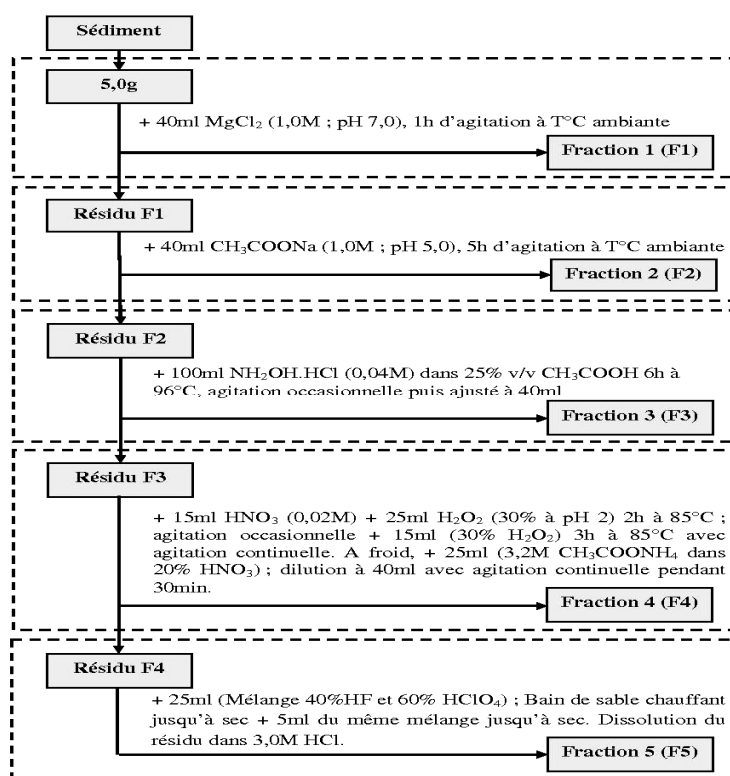 Sédiment
5,0g
+ 40ml MgCl₂ (1,0M ; pH 7,0), 1h d'agitation à T°C ambiante
Fraction 1 (F1)
Résidu F1
+ 40ml CH₃COONa (1,0M ; pH 5,0), 5h d'agitation à T°C ambiante
Fraction 2 (F2)
Résidu F2
+ 100ml NH₂OH.HCl (0,04M) dans 25% v/v CH₃COOH 6h à
96°C, agitation occasionnelle puis ajusté à 40ml
Fraction 3 (F3)
Résidu F3
+ 15ml HNO₃ (0,02M) + 25ml H₂O₂ (30% à pH 2) 2h à 85°C ;
agitation occasionnelle + 15ml (30% H₂O₂) 3h à 85°C avec
agitation continuelle. A froid, + 25ml (3,2M CH₃COONH₄ dans
20% HNO₃) ; dilution à 40ml avec agitation continuelle pendant
30min.
Fraction 4 (F4)
Résidu F4
+ 25ml (Mélange 40%HF et 60% HClO₄) ; Bain de sable chauffant
jusqu'à sec + 5ml du même mélange jusqu'à sec. Dissolution du
résidu dans 3,0M HCl.
Fraction 5 (F5)